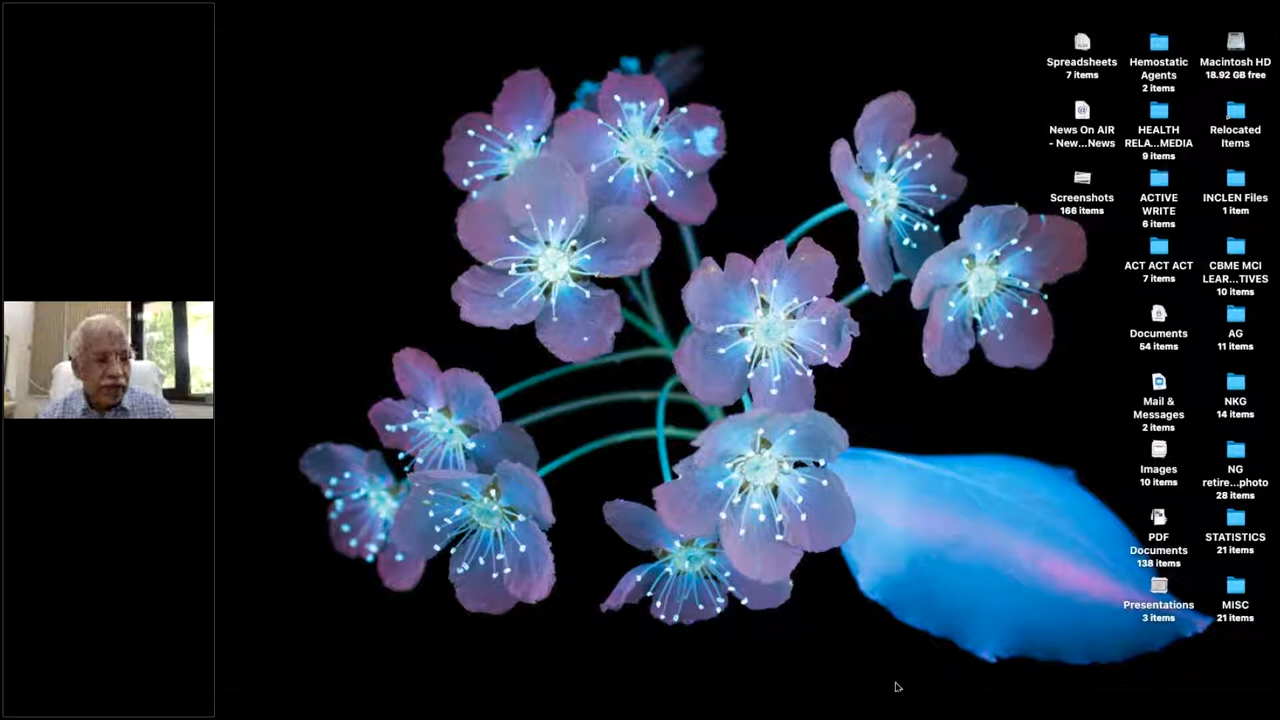 Spreadsheets
7 items
Hemostatic
Agents
2 items
Macintosh HD
18.92 GB free
News On AIR
- New...News
HEALTH
RELA...MEDIA
9 items
Relocated
Items
Screenshots
166 items
ACTIVE
WRITE
6 items
INCLEN Files
1 item
ACT ACT ACT
7 items
CBME MCI
LEAR...TIVES
10 items
Documents
54 items
AG
11 items
Mail &
Messages
2 items
NKG
14 items
Images
10 items
NG
retire...photo
28 items
PDF
Documents
138 items
STATISTICS
21 items
Presentations
3 items
MISC
21 items